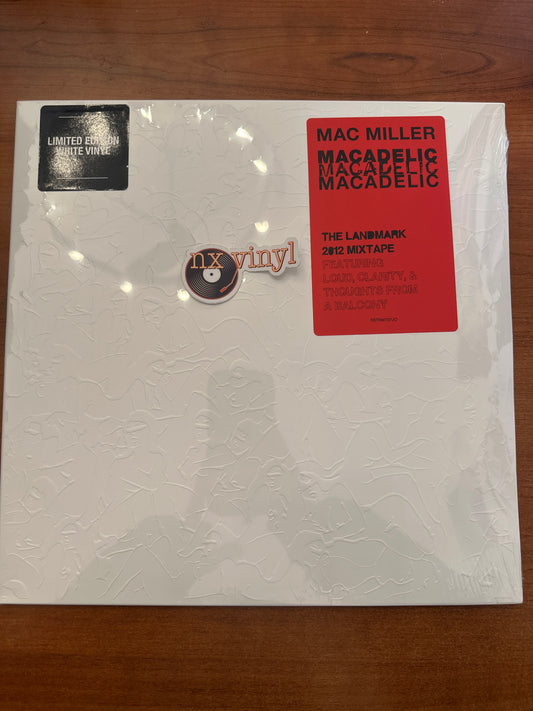 LIMITED EDITION
WHITE VINYL
MAC MILLER
MACADELIC
MACADELIC
MACADELIC
nx vinyl
THE LANDMARK
2012 MIXTAPE
FEATURING
LOUD, CLARITY, &
THOUGHTS FROM
A BALCONY